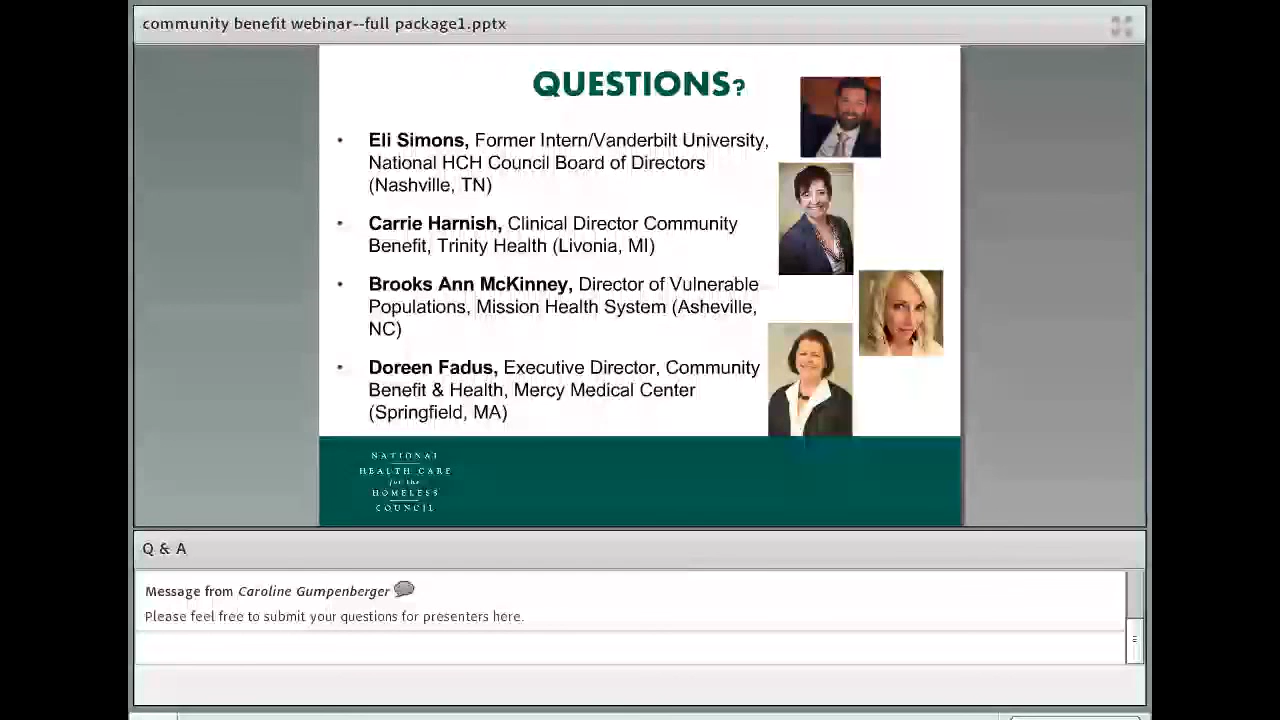 community benefit webinar--full package1.pptx
QUESTIONS?
• Eli Simons, Former Intern/Vanderbilt University,
National HCH Council Board of Directors
(Nashville, TN)
• Carrie Harnish, Clinical Director Community
Benefit, Trinity Health (Livonia, MI)
• Brooks Ann McKinney, Director of Vulnerable
Populations, Mission Health System (Asheville,
NC)
• Doreen Fadus, Executive Director, Community
Benefit & Health, Mercy Medical Center
(Springfield, MA)
NATIONAL
HEALTH CARE
for the
HOMELESS
COUNCIL
Q & A
Message from Caroline Gumpenberger
Please feel free to submit your questions for presenters here.